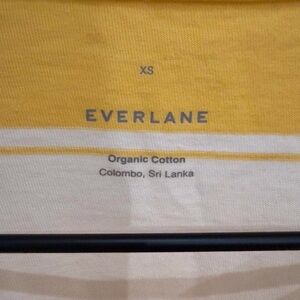 XS
EVERLANE
Organic Cotton
Colombo, Sri Lanka